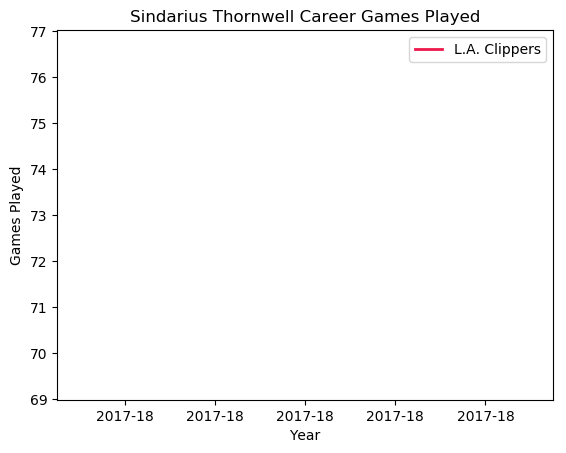 Sindarius Thornwell Career Games Played
L.A. Clippers
77
76
75
74
73
72
71
70
69
Games Played
2017-18 2017-18 2017-18 2017-18 2017-18
Year